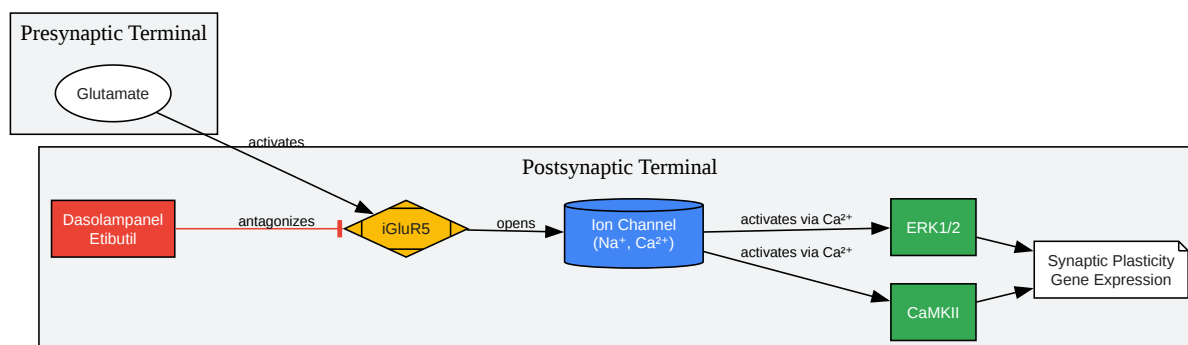 Presynaptic Terminal
Glutamate
activates
Postsynaptic Terminal
Dasolampanel
Etibutil
antagonizes
iGluR5
opens
Ion Channel
(Na⁺, Ca²⁺)
activates via Ca²⁺
activates via Ca²⁺
ERK1/2
CaMKII
Synaptic Plasticity
Gene Expression